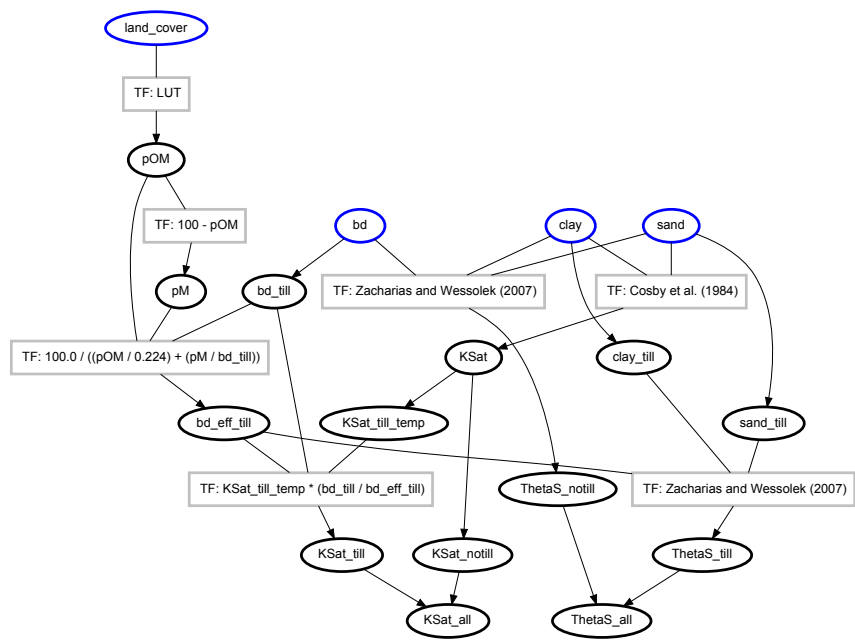 land_cover
TF: LUT
pOM
TF: 100 - pOM
bd
clay
sand
pM
bd_till
TF: Zacharias and Wessolek (2007)
TF: Cosby et al. (1984)
TF: 100.0 / ((pOM / 0.224) + (pM / bd_till))
KSat
clay_till
bd_eff_till
KSat_till_temp
sand_till
TF: KSat_till_temp * (bd_till / bd_eff_till)
ThetaS_notill
TF: Zacharias and Wessolek (2007)
KSat_till
KSat_notill
ThetaS_till
KSat_all
ThetaS_all